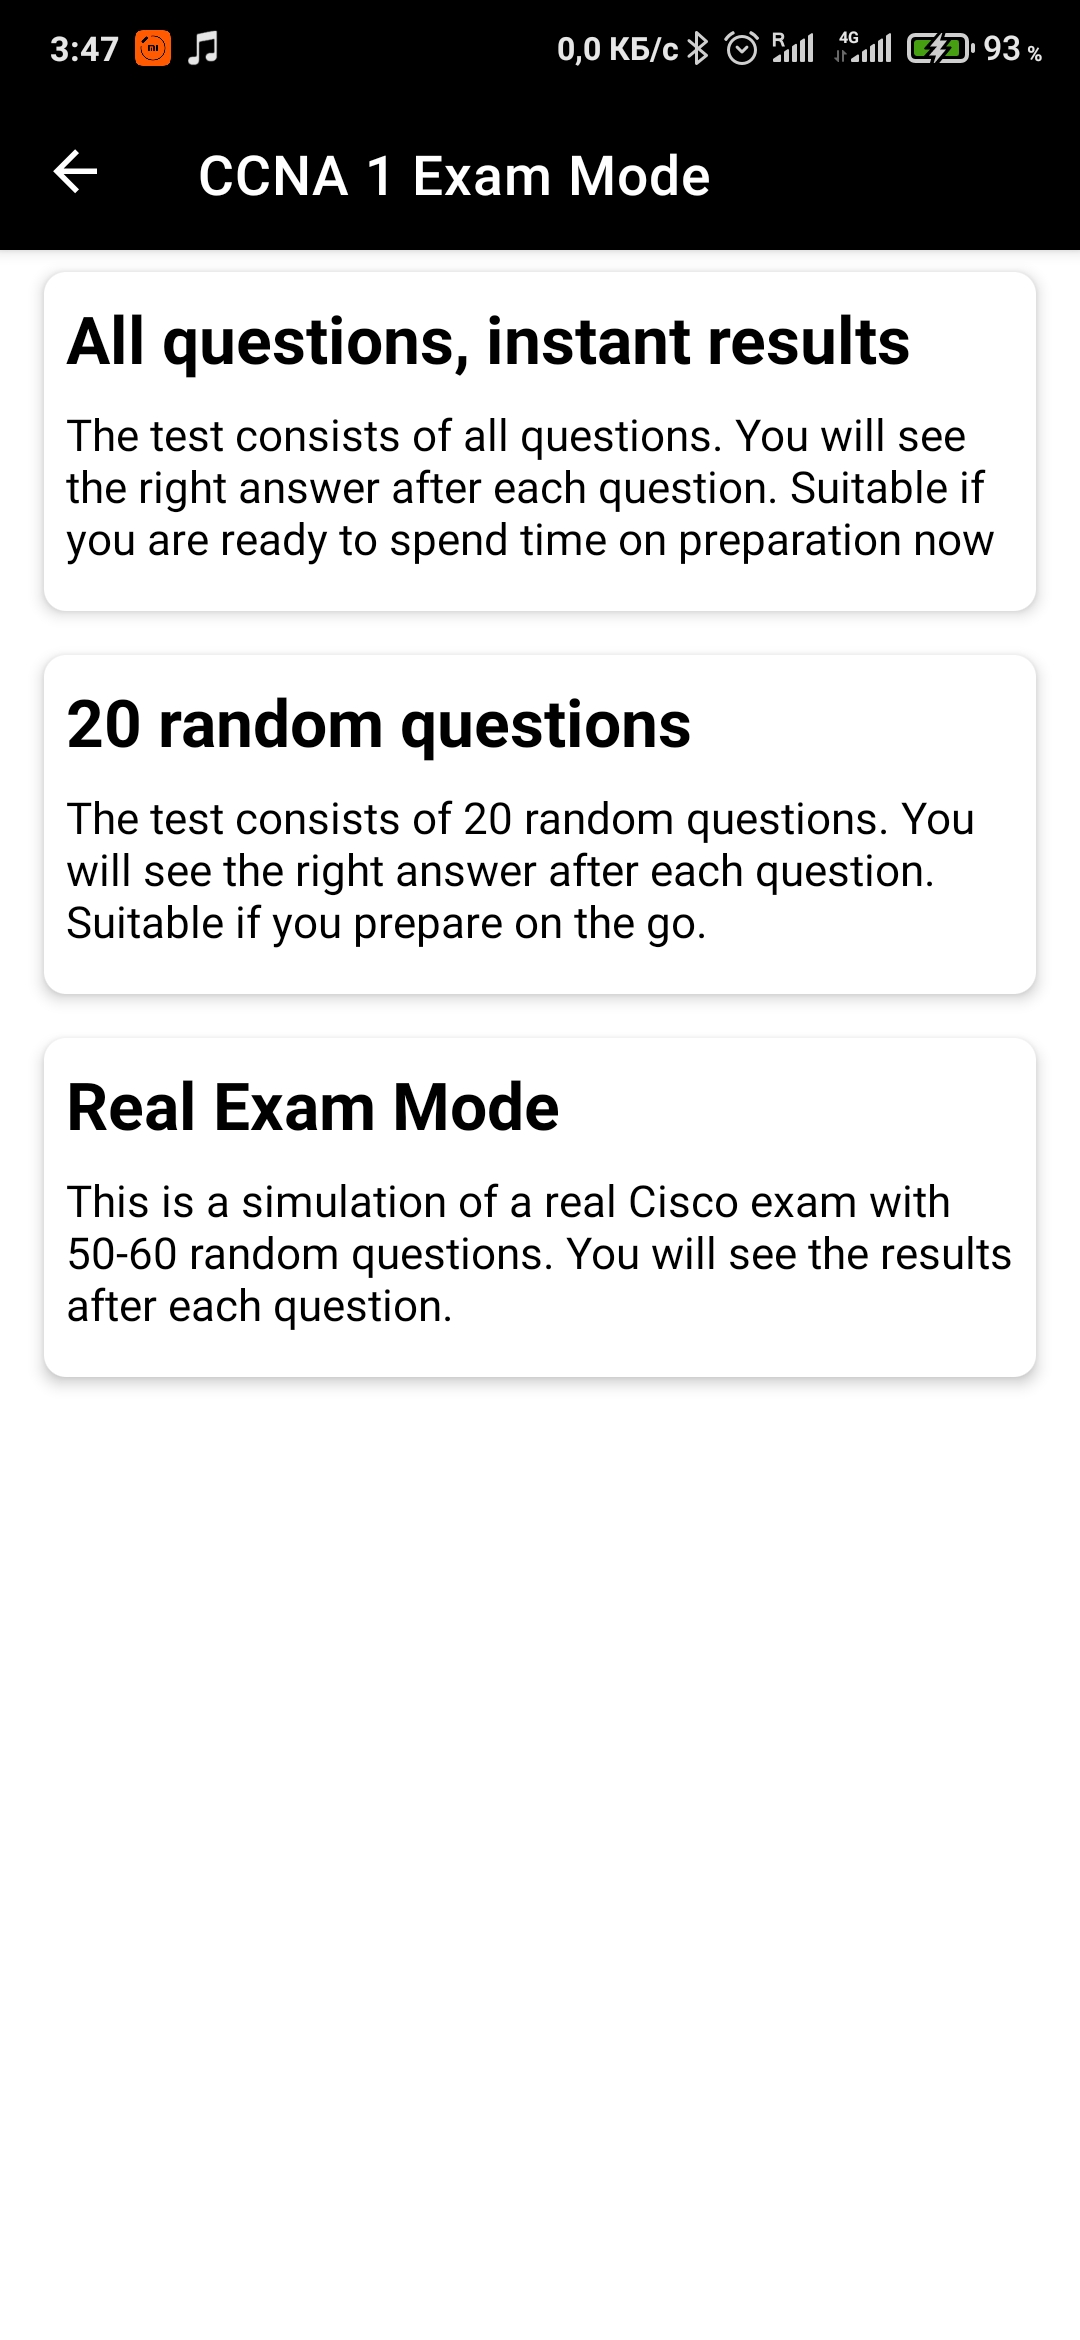 3:47
0,0 КБ/с R 4G 93 %
CCNA 1 Exam Mode
All questions, instant results
The test consists of all questions. You will see
the right answer after each question. Suitable if
you are ready to spend time on preparation now
20 random questions
The test consists of 20 random questions. You
will see the right answer after each question.
Suitable if you prepare on the go.
Real Exam Mode
This is a simulation of a real Cisco exam with
50-60 random questions. You will see the results
after each question.